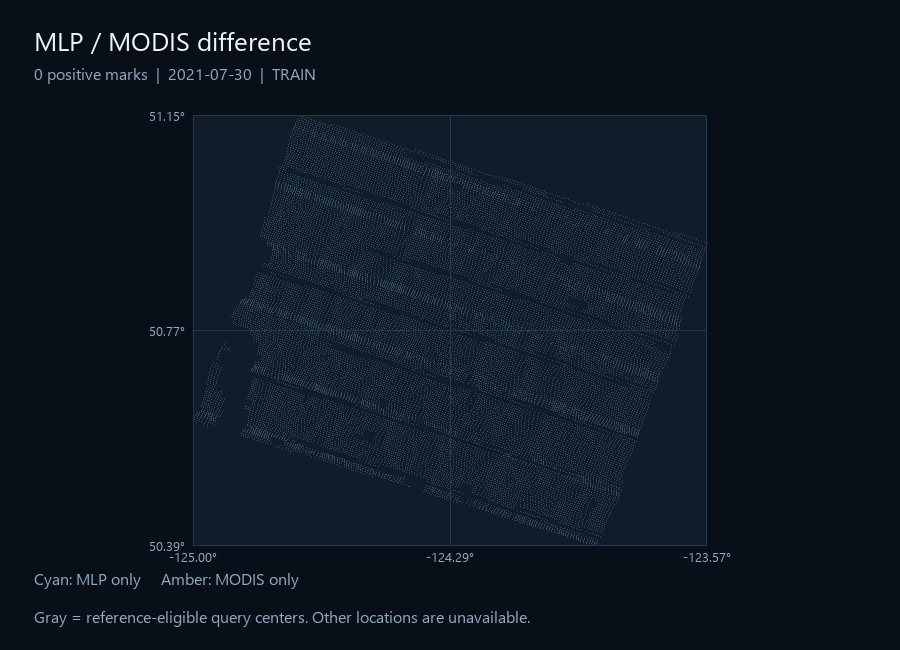 MLP / MODIS difference
0 positive marks | 2021-07-30 | TRAIN
51.15°
50.77°
50.39°
-125.00° -124.29° -123.57°
Cyan: MLP only Amber: MODIS only
Gray = reference-eligible query centers. Other locations are unavailable.